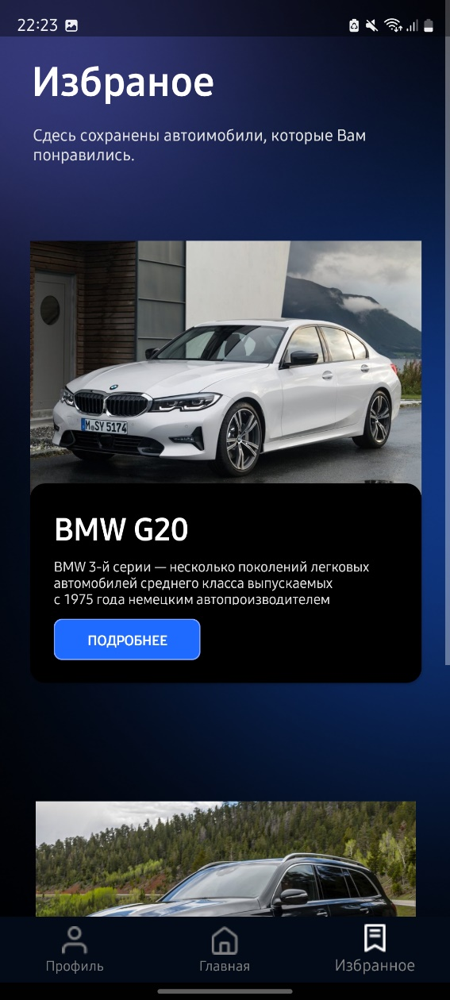 22:23
Избраное
Сдесь сохранены автоимобили, которые Вам
понравились.
M SY 5174
BMW G20
BMW 3-й серии — несколько поколений легковых
автомобилей среднего класса выпускаемых
с 1975 года немецким автопроизводителем
ПОДРОБНЕЕ
Профиль
Главная
Избранное